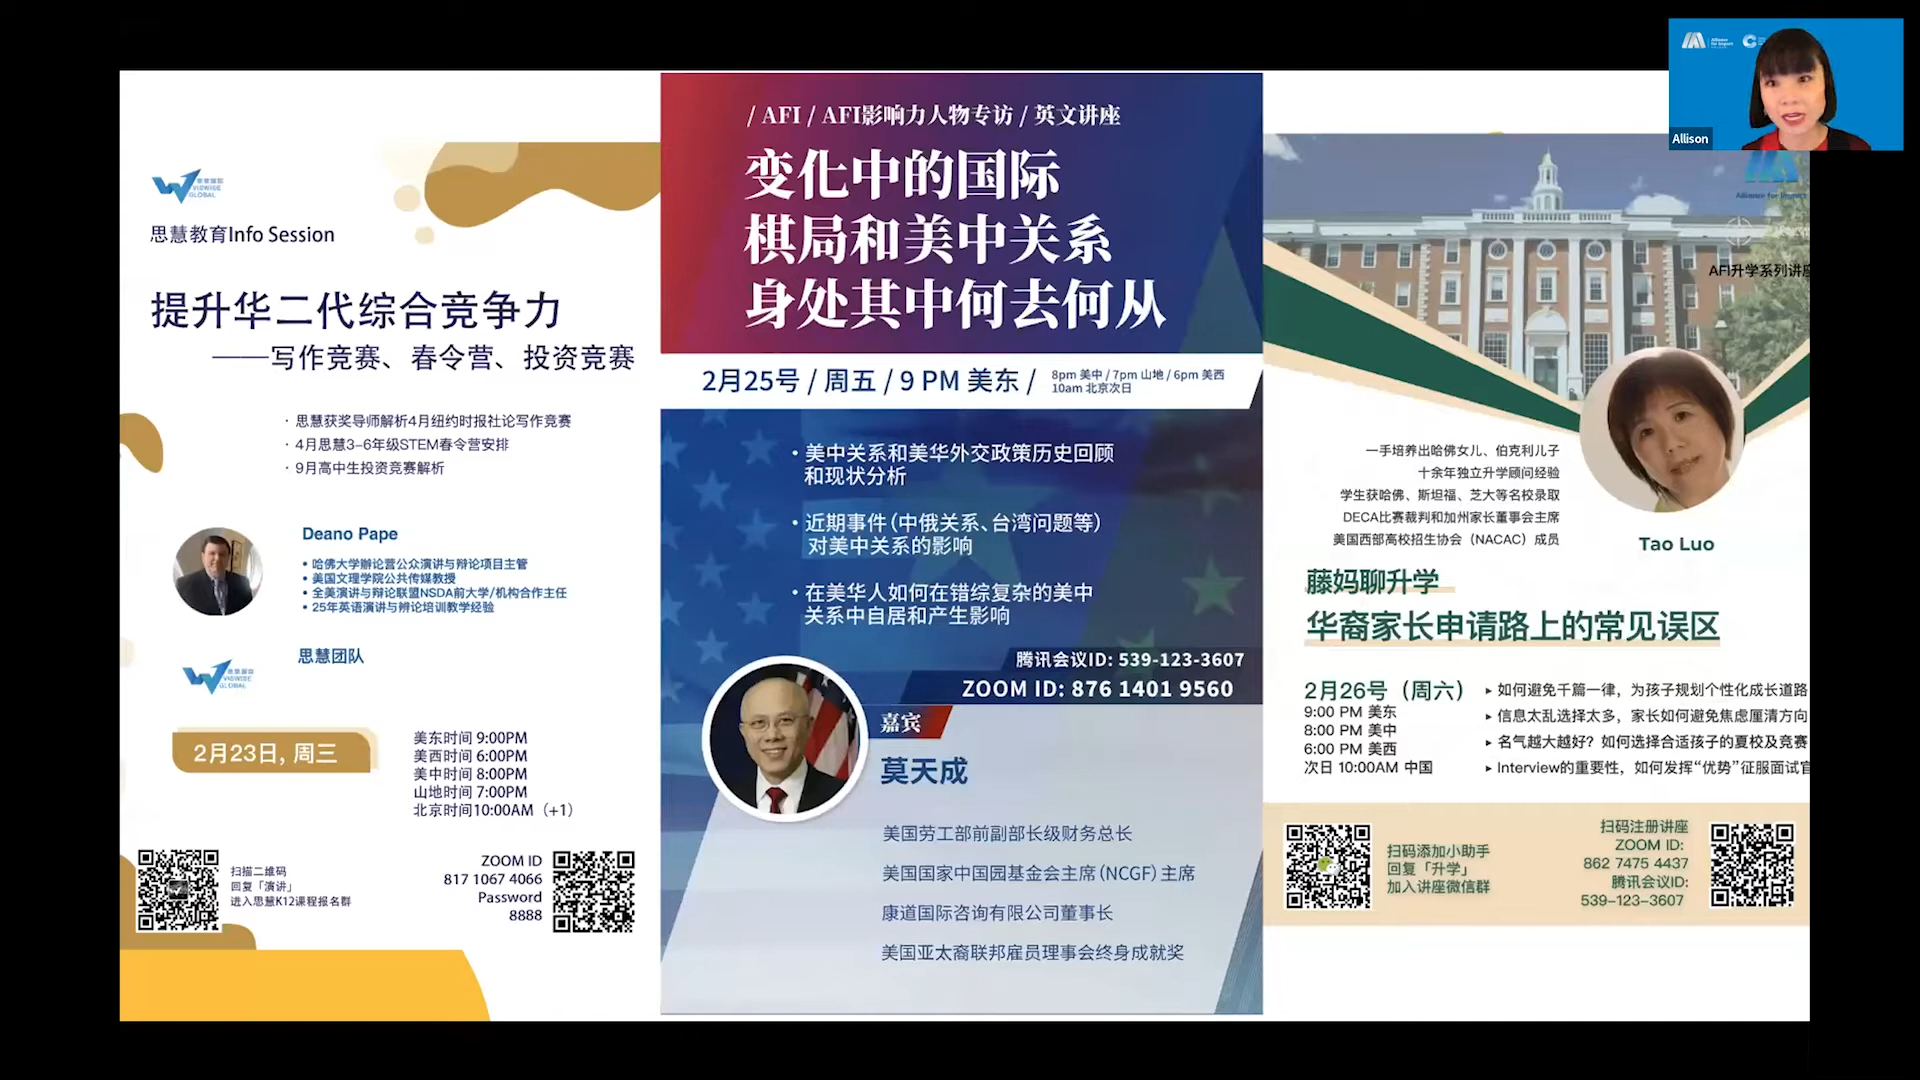 Allison
VIEWISE
GLOBAL
思慧教育Info Session
提升华二代综合竞争力
——写作竞赛、春令营、投资竞赛
· 思慧获奖导师解析4月纽约时报社论写作竞赛
· 4月思慧3-6年级STEM春令营安排
· 9月高中生投资竞赛解析
Deano Pape
• 哈佛大学辦论营公众演讲与辩论项目主管
• 美国文理学院公共传媒教授
• 全美演讲与辩论联盟NSDA前大学/机构合作主任
• 25年英语演讲与辨论培训教学经验
思慧团队
2月23日, 周三
美东时间 9:00PM
美西时间 6:00PM
美中时间 8:00PM
山地时间 7:00PM
北京时间10:00AM（+1）
扫描二维码
回复「演讲」
进入思慧K12课程报名群
ZOOM ID
817 1067 4066
Password
8888
/ AFI / AFI影响力人物专访 / 英文讲座
变化中的国际
棋局和美中关系
身处其中何去何从
2月25号 / 周五 / 9 PM 美东 /
8pm 美中 / 7pm 山地 / 6pm 美西
10am 北京次日
• 美中关系和美华外交政策历史回顾
和现状分析
• 近期事件（中俄关系、台湾问题等）
对美中关系的影响
• 在美华人如何在错综复杂的美中
关系中自居和产生影响
腾讯会议ID: 539-123-3607
ZOOM ID: 876 1401 9560
嘉宾
莫天成
美国劳工部前副部长级财务总长
美国国家中国园基金会主席（NCGF）主席
康道国际咨询有限公司董事长
美国亚太裔联邦雇员理事会终身成就奖
Alliance for Impact
AFI升学系列讲座
一手培养出哈佛女儿、伯克利儿子
十余年独立升学顾问经验
学生获哈佛、斯坦福、芝大等名校录取
DECA比赛裁判和加州家长董事会主席
美国西部高校招生协会（NACAC）成员
Tao Luo
藤妈聊升学
华裔家长申请路上的常见误区
2月26号（周六）
9:00 PM 美东
8:00 PM 美中
6:00 PM 美西
次日 10:00AM 中国
▸ 如何避免千篇一律，为孩子规划个性化成长道路
▸ 信息太乱选择太多，家长如何避免焦虑厘清方向
▸ 名气越大越好？如何选择合适孩子的夏校及竞赛
▸ Interview的重要性，如何发挥“优势”征服面试官
扫码添加小助手
回复「升学」
加入讲座微信群
扫码注册讲座
ZOOM ID:
862 7475 4437
腾讯会议ID:
539-123-3607